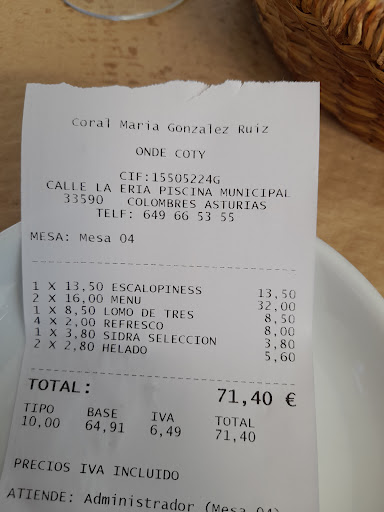 Coral Maria Gonzalez Ruiz
ONDE COTY
CIF:15505224G
CALLE LA ERIA PISCINA MUNICIPAL
33590 COLOMBRES ASTURIAS
TELF: 649 66 53 55
MESA: Mesa 04
1 X 13,50 ESCALOPINESS 13,50
2 X 16,00 MENU 32,00
1 X 8,50 LOMO DE TRES 8,50
4 X 2,00 REFRESCO 8,00
1 X 3,80 SIDRA SELECCION 3,80
2 X 2,80 HELADO 5,60
TOTAL: 71,40 €
TIPO BASE IVA TOTAL
10,00 64,91 6,49 71,40
PRECIOS IVA INCLUIDO
ATIENDE: Administrador (Mesa 04)